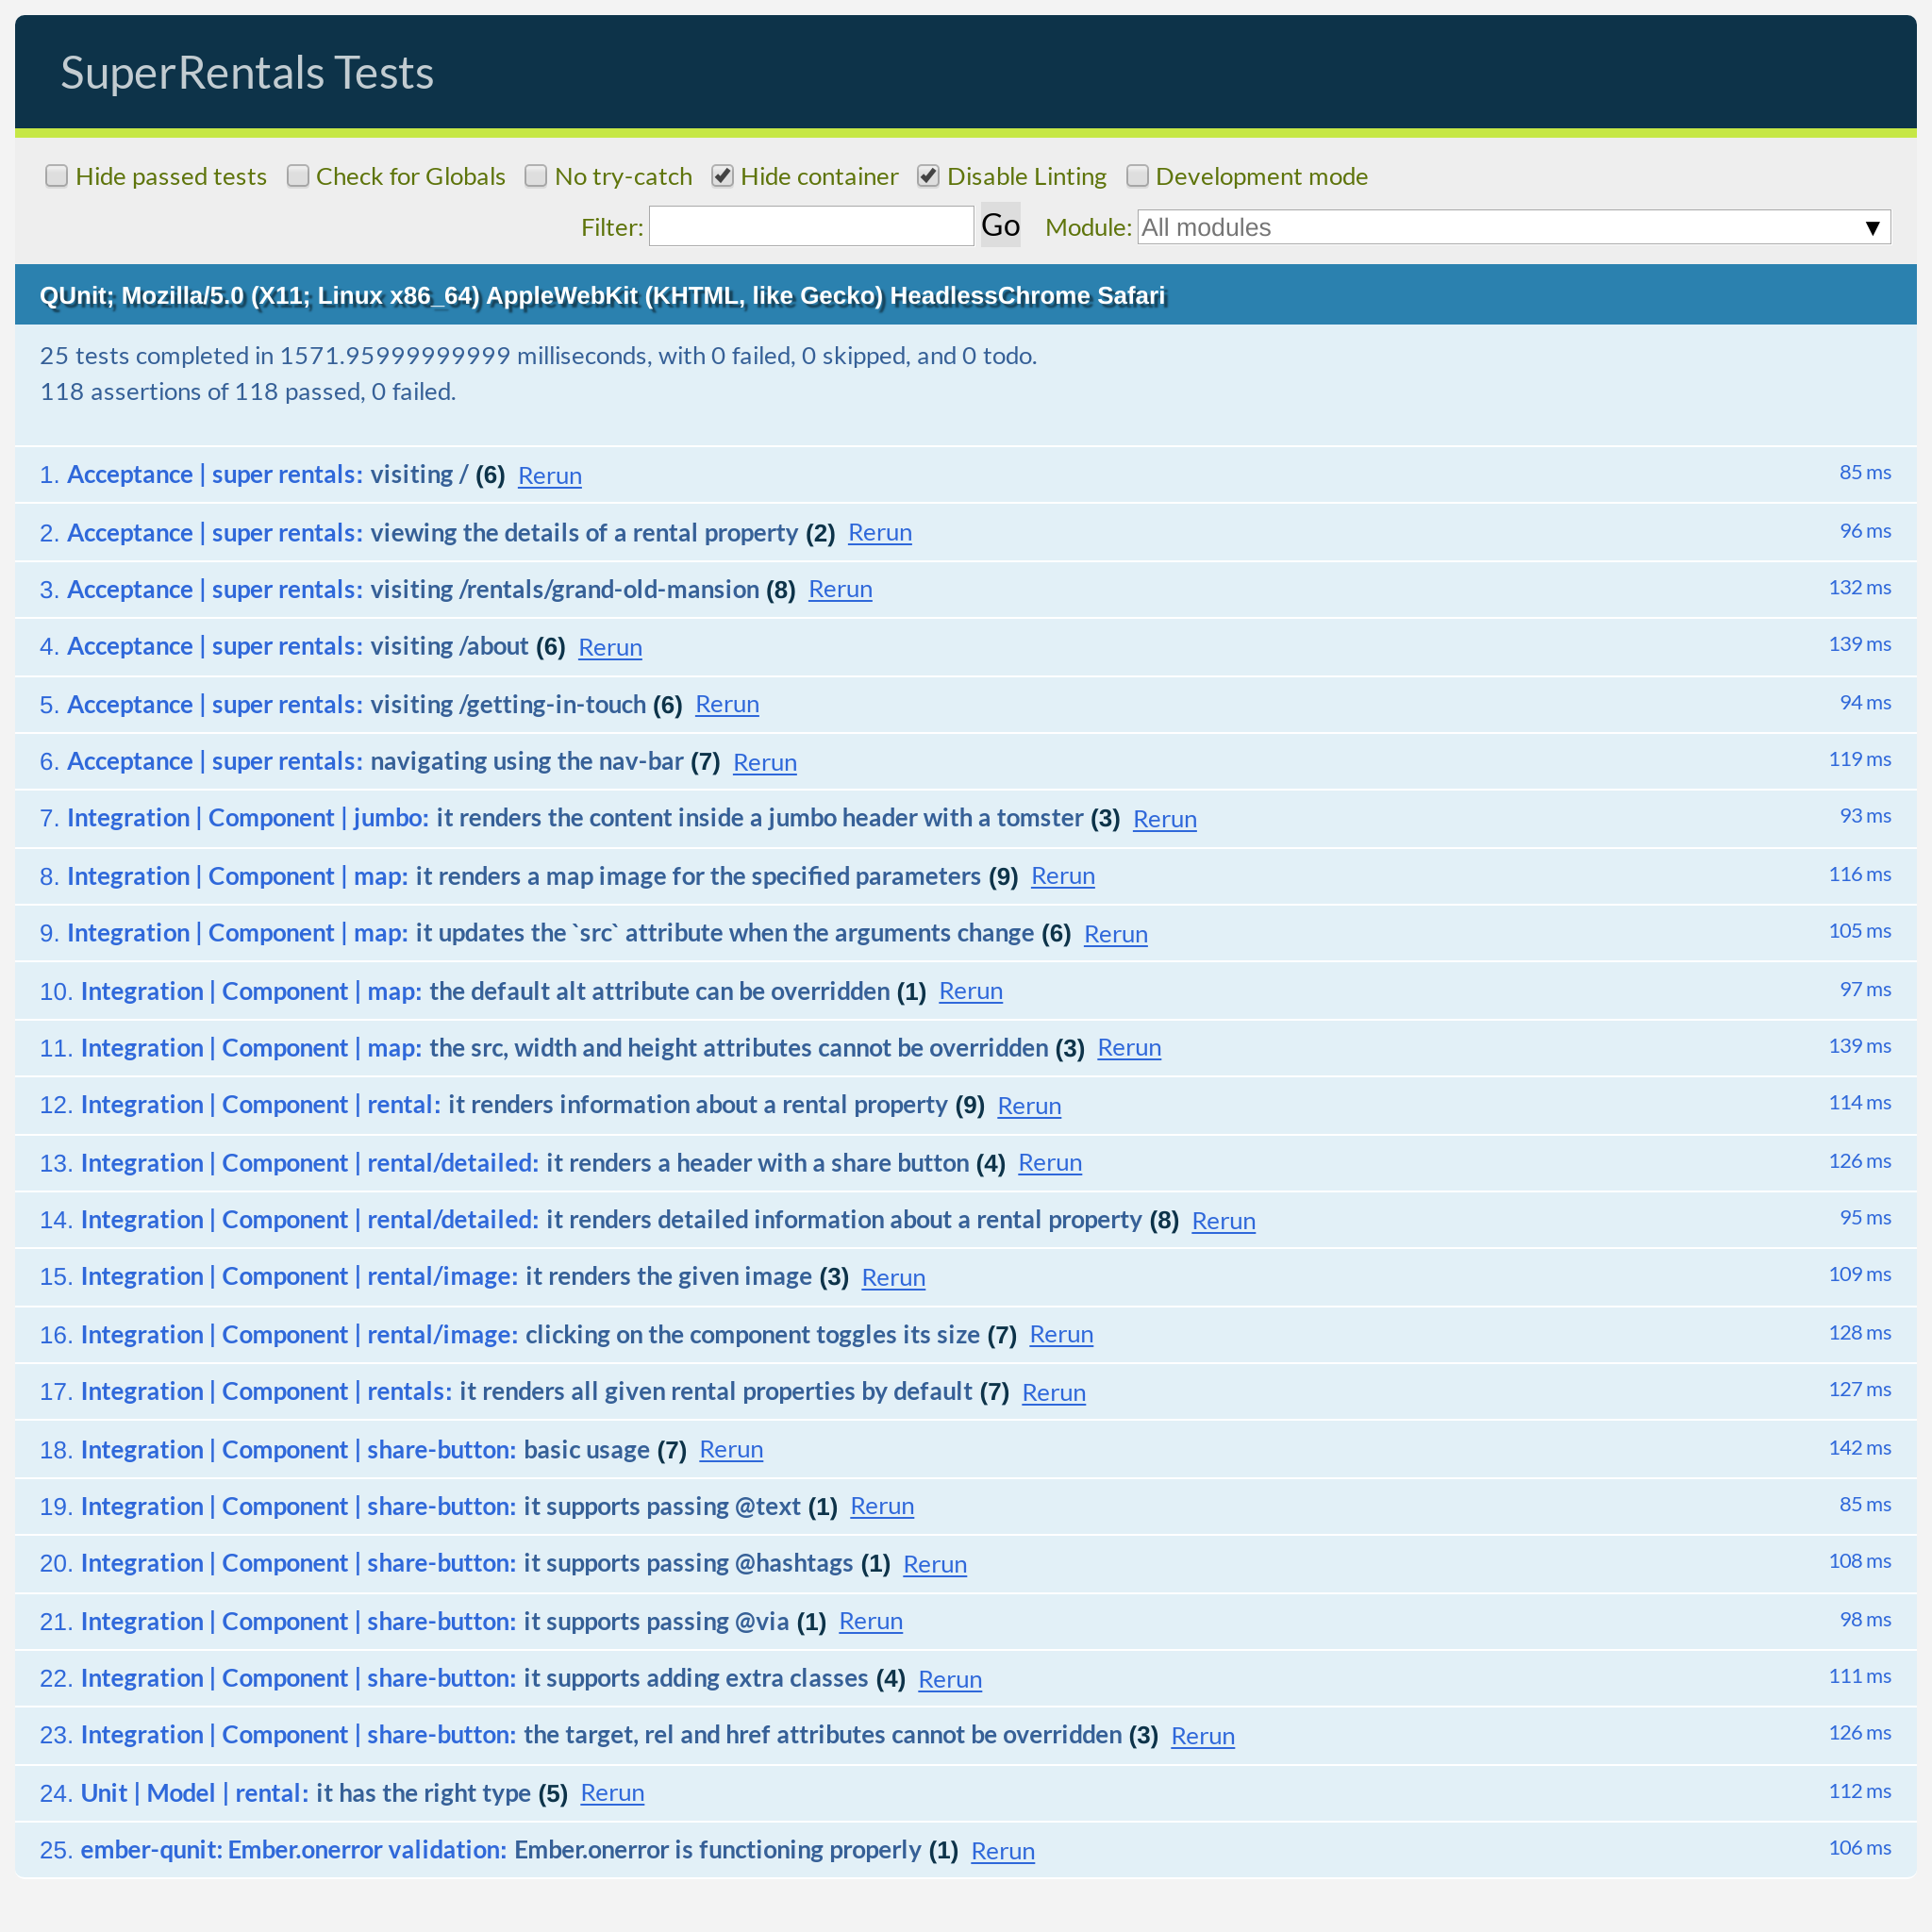 SuperRentals Tests
Hide passed tests Check for Globals No try-catch Hide container Disable Linting Development mode
Filter: Go Module: All modules ▼
QUnit; Mozilla/5.0 (X11; Linux x86_64) AppleWebKit (KHTML, like Gecko) HeadlessChrome Safari
25 tests completed in 1571.95999999999 milliseconds, with 0 failed, 0 skipped, and 0 todo.
118 assertions of 118 passed, 0 failed.
1. Acceptance | super rentals: visiting / (6) Rerun 85 ms
2. Acceptance | super rentals: viewing the details of a rental property (2) Rerun 96 ms
3. Acceptance | super rentals: visiting /rentals/grand-old-mansion (8) Rerun 132 ms
4. Acceptance | super rentals: visiting /about (6) Rerun 139 ms
5. Acceptance | super rentals: visiting /getting-in-touch (6) Rerun 94 ms
6. Acceptance | super rentals: navigating using the nav-bar (7) Rerun 119 ms
7. Integration | Component | jumbo: it renders the content inside a jumbo header with a tomster (3) Rerun 93 ms
8. Integration | Component | map: it renders a map image for the specified parameters (9) Rerun 116 ms
9. Integration | Component | map: it updates the `src` attribute when the arguments change (6) Rerun 105 ms
10. Integration | Component | map: the default alt attribute can be overridden (1) Rerun 97 ms
11. Integration | Component | map: the src, width and height attributes cannot be overridden (3) Rerun 139 ms
12. Integration | Component | rental: it renders information about a rental property (9) Rerun 114 ms
13. Integration | Component | rental/detailed: it renders a header with a share button (4) Rerun 126 ms
14. Integration | Component | rental/detailed: it renders detailed information about a rental property (8) Rerun 95 ms
15. Integration | Component | rental/image: it renders the given image (3) Rerun 109 ms
16. Integration | Component | rental/image: clicking on the component toggles its size (7) Rerun 128 ms
17. Integration | Component | rentals: it renders all given rental properties by default (7) Rerun 127 ms
18. Integration | Component | share-button: basic usage (7) Rerun 142 ms
19. Integration | Component | share-button: it supports passing @text (1) Rerun 85 ms
20. Integration | Component | share-button: it supports passing @hashtags (1) Rerun 108 ms
21. Integration | Component | share-button: it supports passing @via (1) Rerun 98 ms
22. Integration | Component | share-button: it supports adding extra classes (4) Rerun 111 ms
23. Integration | Component | share-button: the target, rel and href attributes cannot be overridden (3) Rerun 126 ms
24. Unit | Model | rental: it has the right type (5) Rerun 112 ms
25. ember-qunit: Ember.onerror validation: Ember.onerror is functioning properly (1) Rerun 106 ms